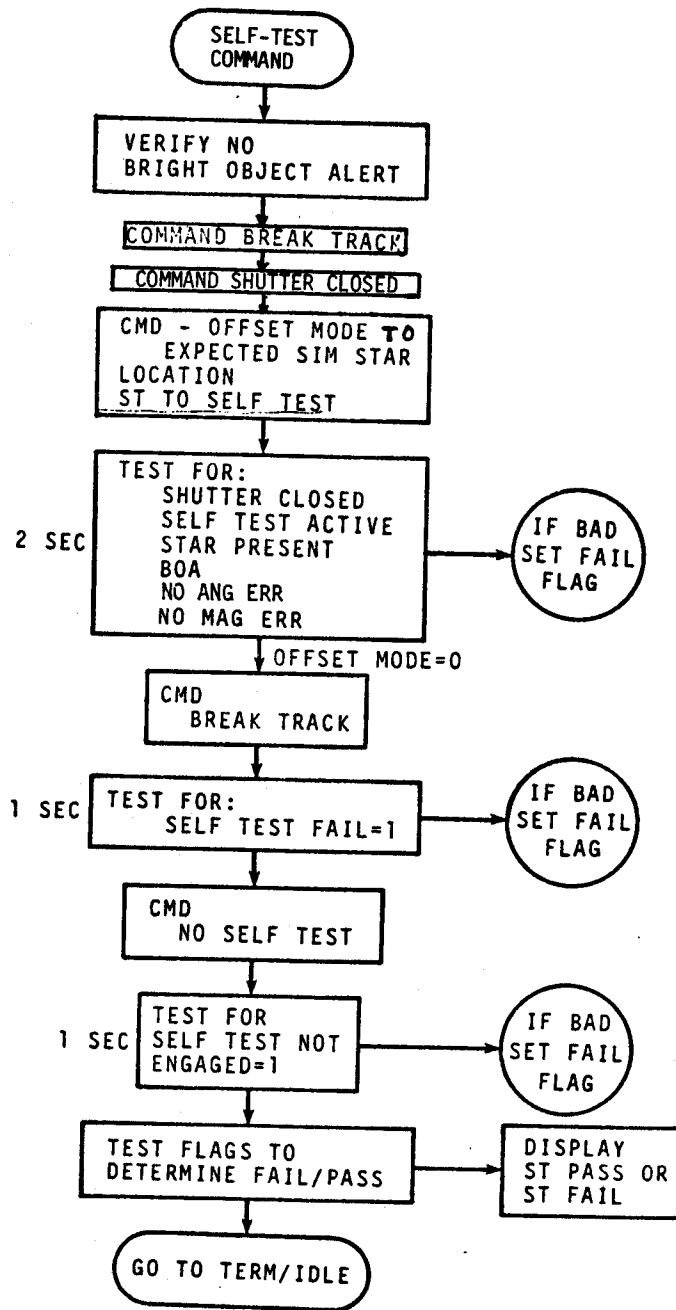 SELF-TEST
COMMAND
VERIFY NO
BRIGHT OBJECT ALERT
COMMAND BREAK TRACK
COMMAND SHUTTER CLOSED
CMD - OFFSET MODE TO
EXPECTED SIM STAR
LOCATION
ST TO SELF TEST
2 SEC
TEST FOR:
SHUTTER CLOSED
SELF TEST ACTIVE
STAR PRESENT
BOA
NO ANG ERR
NO MAG ERR
IF BAD
SET FAIL
FLAG
OFFSET MODE=0
CMD
BREAK TRACK
1 SEC
TEST FOR:
SELF TEST FAIL=1
IF BAD
SET FAIL
FLAG
CMD
NO SELF TEST
1 SEC
TEST FOR
SELF TEST NOT
ENGAGED=1
IF BAD
SET FAIL
FLAG
TEST FLAGS TO
DETERMINE FAIL/PASS
DISPLAY
ST PASS OR
ST FAIL
GO TO TERM/IDLE